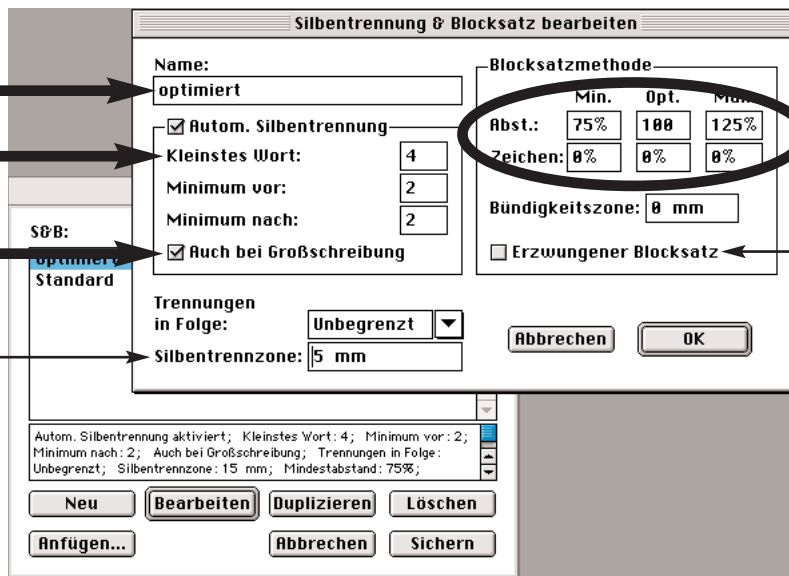 Silbentrennung & Blocksatz bearbeiten
Name:
optimiert
Autom. Silbentrennung
Kleinstes Wort: 4
Minimum vor: 2
Minimum nach: 2
Auch bei Großschreibung
Trennungen
in Folge: Unbegrenzt
Silbentrennzone: 5 mm
Blocksatzmethode
Min. Opt. Max.
Abst.: 75% 100 125%
Zeichen: 0% 0% 0%
Bündigkeitszone: 0 mm
Erzwungener Blocksatz
Abbrechen OK
S&B:
optimiert
Standard
Autom. Silbentrennung aktiviert; Kleinstes Wort: 4; Minimum vor: 2;
Minimum nach: 2; Auch bei Großschreibung; Trennungen in Folge:
Unbegrenzt; Silbentrennzone: 15 mm; Mindestabstand: 75%;
Neu Bearbeiten Duplizieren Löschen
Anfügen... Abbrechen Sichern